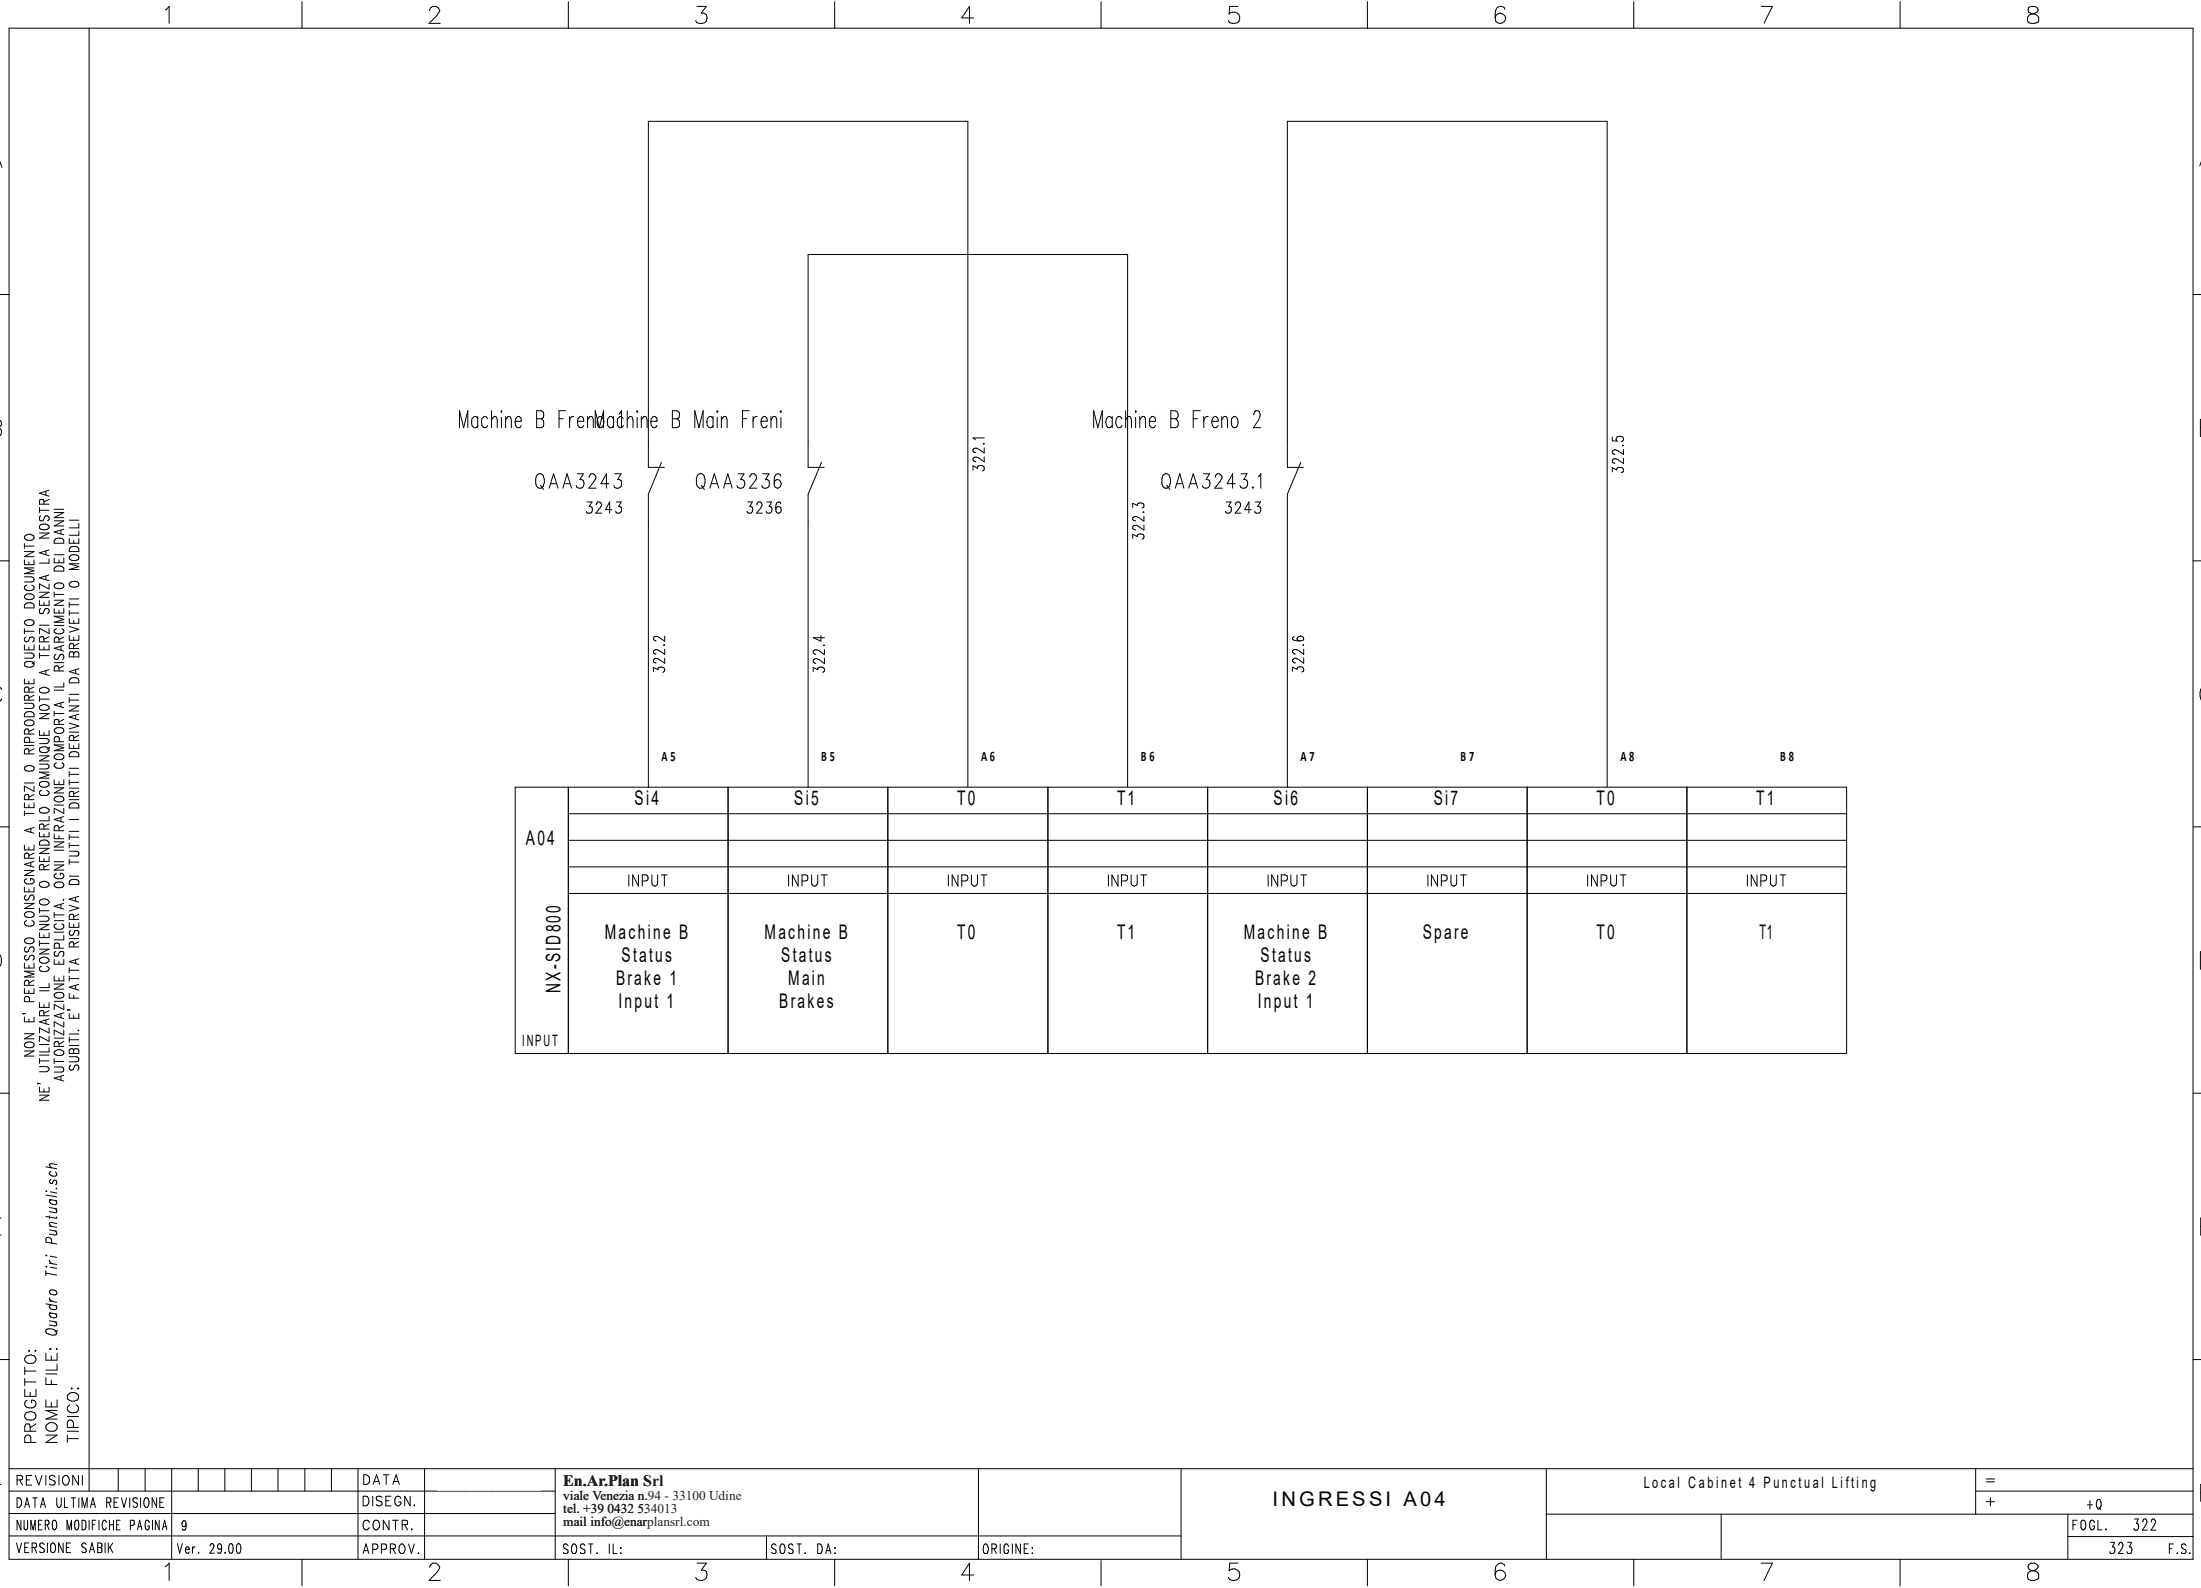 1 2 3 4 5 6 7 8
Machine B Freno 1
Machine B Main Freni
Machine B Freno 2
QAA3243
3243
QAA3236
3236
QAA3243.1
3243
322.1
322.3
322.5
322.2
322.4
322.6
A5 B5 A6 B6 A7 B7 A8 B8
Si4 Si5 T0 T1 Si6 Si7 T0 T1
A04
INPUT INPUT INPUT INPUT INPUT INPUT INPUT INPUT
NX-SID800
INPUT
Machine B
Status
Brake 1
Input 1
Machine B
Status
Main
Brakes
T0
T1
Machine B
Status
Brake 2
Input 1
Spare
T0
T1
NON E' PERMESSO CONSEGNARE A TERZI O RIPRODURRE QUESTO DOCUMENTO
NE' UTILIZZARE IL CONTENUTO O RENDERLO COMUNQUE NOTO A TERZI SENZA LA NOSTRA
AUTORIZZAZIONE ESPLICITA. OGNI INFRAZIONE COMPORTA IL RISARCIMENTO DEI DANNI
SUBITI. E' FATTA RISERVA DI TUTTI I DIRITTI DERIVANTI DA BREVETTI O MODELLI
PROGETTO:
NOME FILE: Quadro Tiri Puntuali.sch
TIPICO:
REVISIONI
DATA ULTIMA REVISIONE
NUMERO MODIFICHE PAGINA 9
VERSIONE SABIK Ver. 29.00
DATA
DISEGN.
CONTR.
APPROV.
En.Ar.Plan Srl
viale Venezia n.94 - 33100 Udine
tel. +39 0432 534013
mail info@enarplansrl.com
SOST. IL: SOST. DA: ORIGINE:
INGRESSI A04
Local Cabinet 4 Punctual Lifting
=
+ +Q
FOGL. 322
323 F.S.
1 2 3 4 5 6 7 8